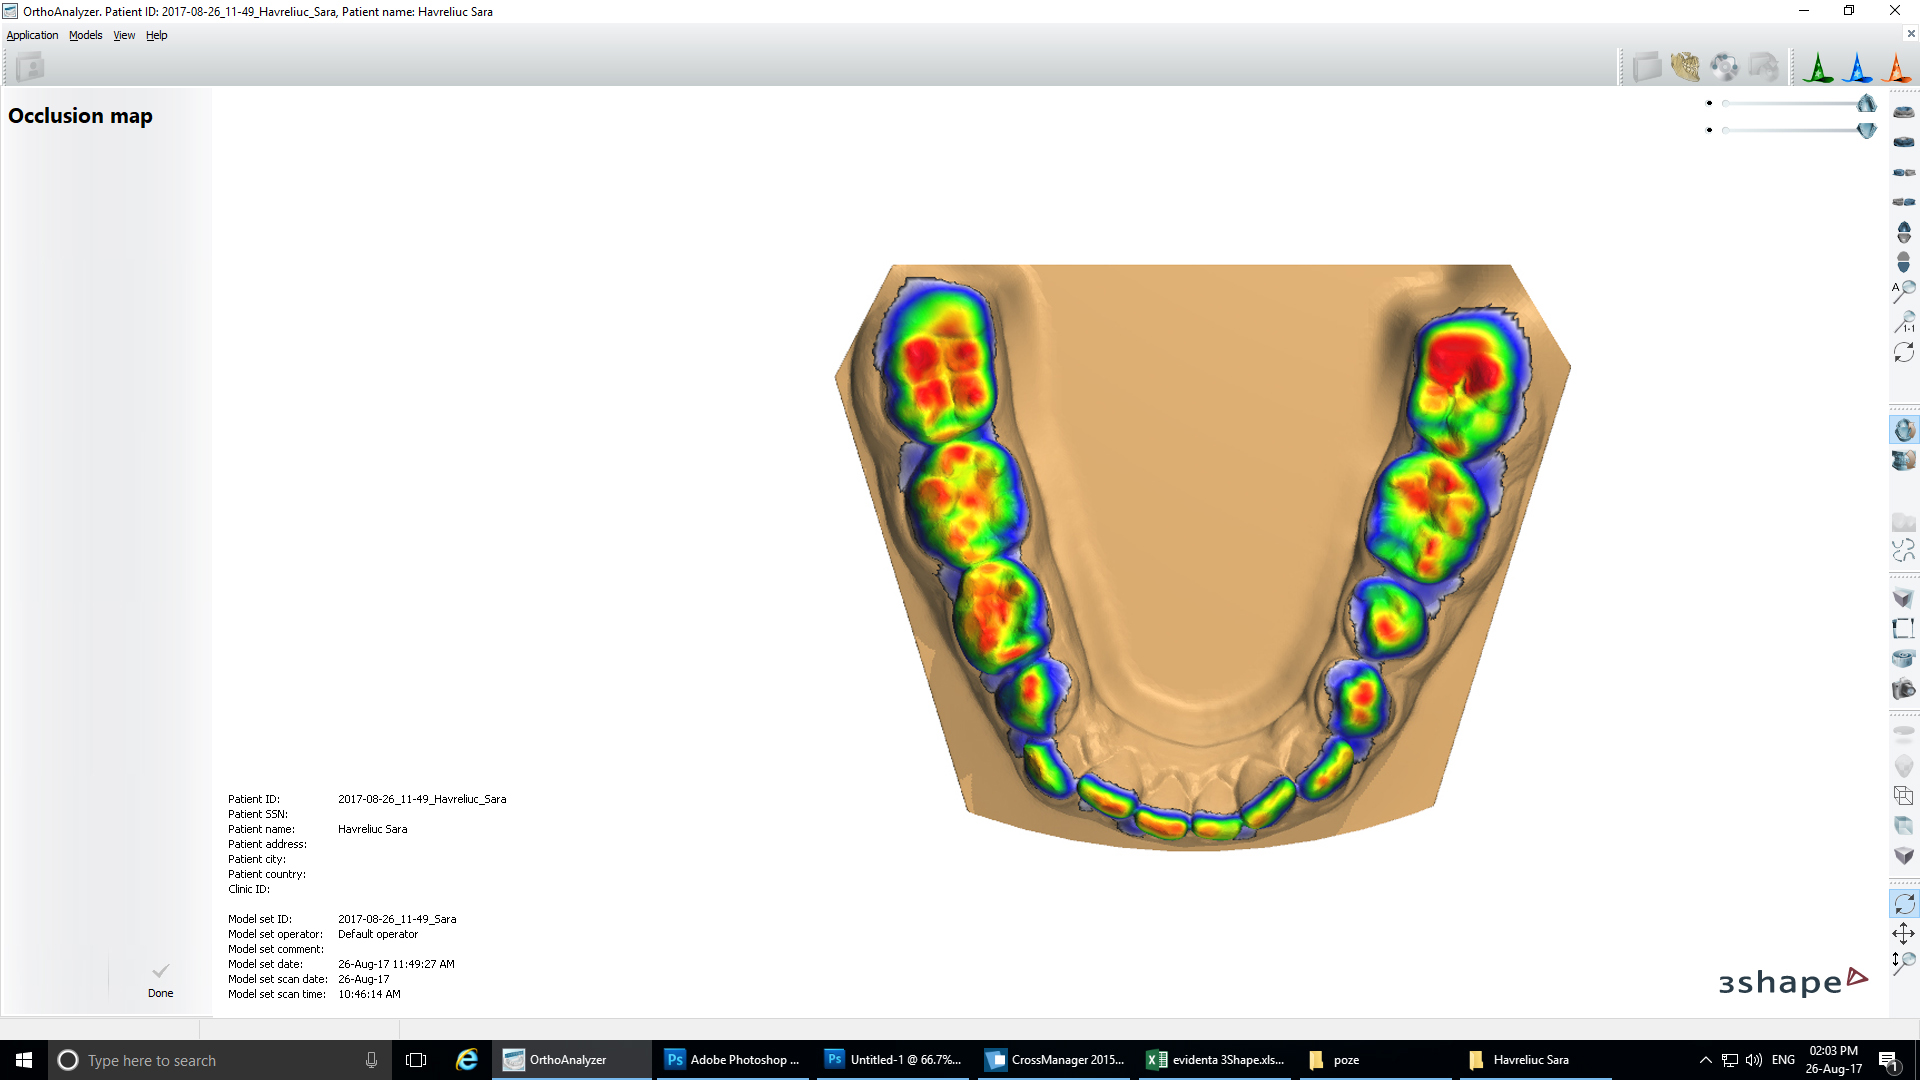 OrthoAnalyzer. Patient ID: 2017-08-26_11-49_Havreliuc_Sara, Patient name: Havreliuc Sara
Application Models View Help
Occlusion map
A
1-1
Patient ID: 2017-08-26_11-49_Havreliuc_Sara
Patient SSN:
Patient name: Havreliuc Sara
Patient address:
Patient city:
Patient country:
Clinic ID:
Model set ID: 2017-08-26_11-49_Sara
Model set operator: Default operator
Model set comment:
Model set date: 26-Aug-17 11:49:27 AM
Model set scan date: 26-Aug-17
Model set scan time: 10:46:14 AM
Done
3shape
Type here to search
OrthoAnalyzer
Ps Adobe Photoshop ...
Ps Untitled-1 @ 66.7%...
CrossManager 2015...
evidenta 3Shape.xls...
poze
Havreliuc Sara
ENG
02:03 PM
26-Aug-17
1